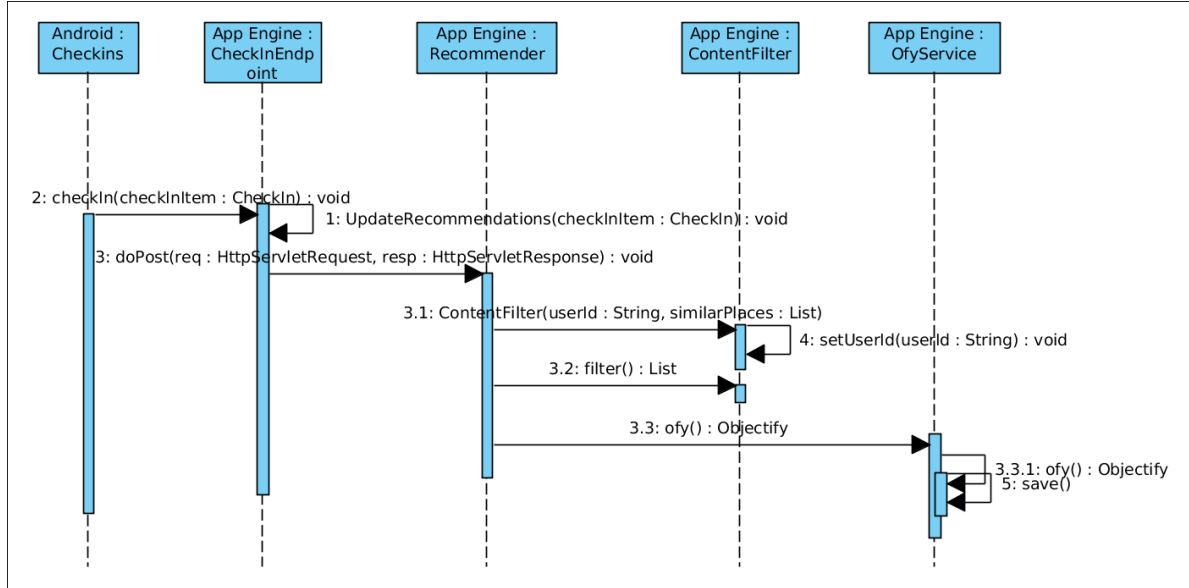 Android :
Checkins
App Engine :
CheckInEndp
oint
App Engine :
Recommender
App Engine :
ContentFilter
App Engine :
OfyService
2: checkIn(checkInItem : CheckIn) : void
1: UpdateRecommendations(checkInItem : CheckIn) : void
3: doPost(req : HttpServletRequest, resp : HttpServletResponse) : void
3.1: ContentFilter(userId : String, similarPlaces : List)
4: setUserId(userId : String) : void
3.2: filter() : List
3.3: ofy() : Objectify
3.3.1: ofy() : Objectify
5: save()